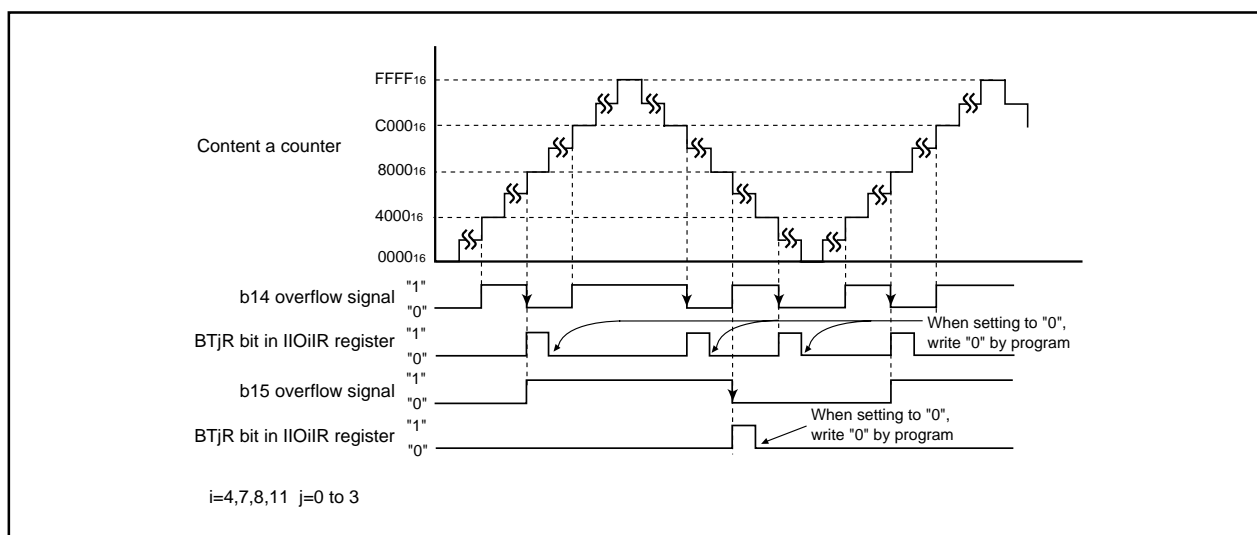 FFFF16
C00016
Content a counter
800016
400016
000016
b14 overflow signal "1"
"0"
When setting to "0",
write "0" by program
BTjR bit in IIOiIR register "1"
"0"
b15 overflow signal "1"
"0"
When setting to "0",
write "0" by program
BTjR bit in IIOiIR register "1"
"0"
i=4,7,8,11 j=0 to 3